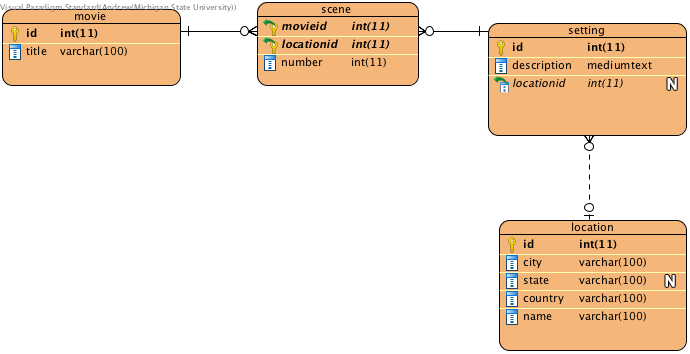 Visual Paradigm Standard(Andrew(Michigan State University))
movie
id int(11)
title varchar(100)
scene
movieid int(11)
locationid int(11)
number int(11)
setting
id int(11)
description mediumtext
locationid int(11) N
location
id int(11)
city varchar(100)
state varchar(100) N
country varchar(100)
name varchar(100)